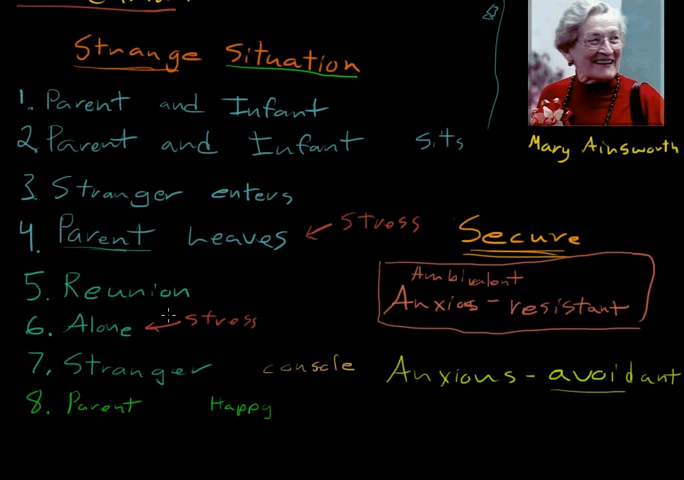 Strange Situation
1. Parent and Infant
2. Parent and Infant sits
Mary Ainsworth
3. Stranger enters
4. Parent Leaves ← Stress
Secure
5. Reunion
Ambivalent
Anxios - resistant
6. Alone ← Stress
7. Stranger console
Anxious - avoidant
8. Parent Happy